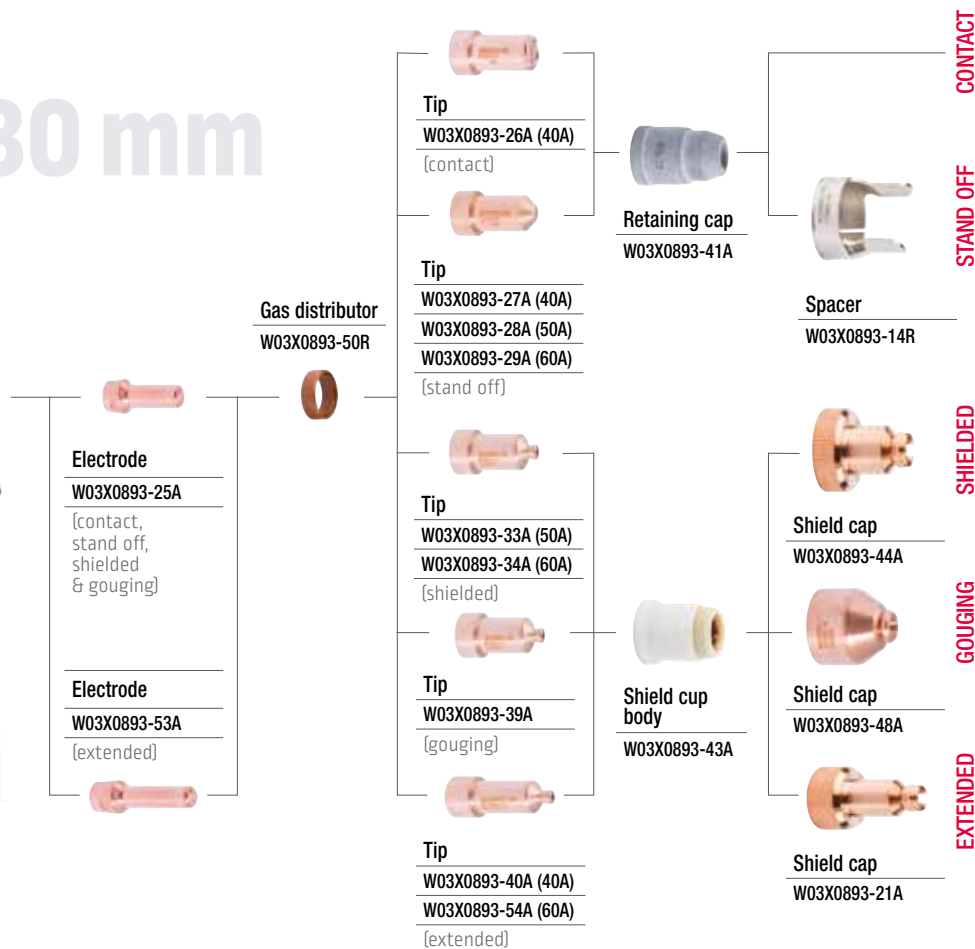 30 mm
Electrode
W03X0893-25A
(contact,
stand off,
shielded
& gouging)
Electrode
W03X0893-53A
(extended)
Gas distributor
W03X0893-50R
Tip
W03X0893-26A (40A)
(contact)
Tip
W03X0893-27A (40A)
W03X0893-28A (50A)
W03X0893-29A (60A)
(stand off)
Tip
W03X0893-33A (50A)
W03X0893-34A (60A)
(shielded)
Tip
W03X0893-39A
(gouging)
Tip
W03X0893-40A (40A)
W03X0893-54A (60A)
(extended)
Retaining cap
W03X0893-41A
Shield cup
body
W03X0893-43A
Spacer
W03X0893-14R
Shield cap
W03X0893-44A
Shield cap
W03X0893-48A
Shield cap
W03X0893-21A
CONTACT
STAND OFF
SHIELDED
GOUGING
EXTENDED